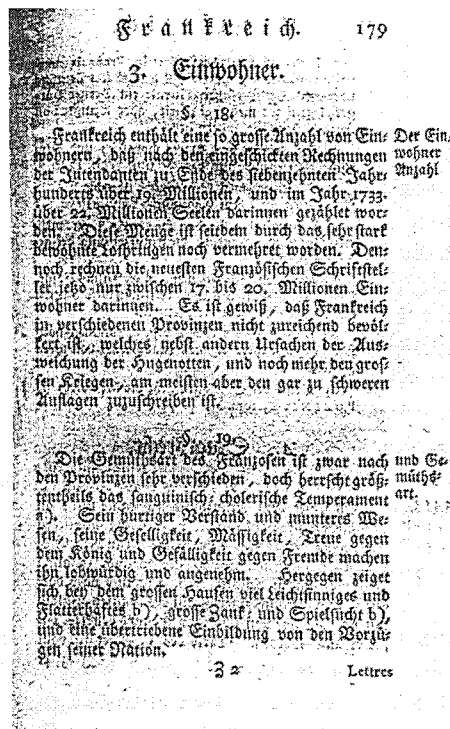 Frankreich. 179
3. Einwohner.
§. 18.
Frankreich enthält eine so grosse Anzahl von Ein- Der Ein-
wohnern, daß nach den eingeschickten Rechnungen wohner
der Intendanten zu Ende des siebenzehnten Jahr- Anzahl
hunderts über 19. Millionen, und im Jahr 1733.
über 22. Millionen Seelen darinnen gezählet wor-
den. Diese Menge ist seitdem durch das sehr stark
bewohnte Lothringen noch vermehret worden. Den-
noch rechnen die neuesten Französischen Schriftstel-
ler jetzo nur zwischen 17. bis 20. Millionen Ein-
wohner darinnen. Es ist gewiß, daß Frankreich
in verschiedenen Provinzen nicht zureichend bevöl-
kert ist, welches nebst andern Ursachen der Aus-
weichung der Hugenotten, und noch mehr den gros-
sen Kriegen, am meisten aber den gar zu schweren
Auflagen zuzuschreiben ist.
§. 19.
Die Gemüthsart des Franzosen ist zwar nach und Ge-
den Provinzen sehr verschieden, doch herrscht größ- müths-
tentheils das sanguinisch cholerische Temperament art.
a). Sein hurtiger Verstand und munteres We-
sen, seine Geselligkeit, Mässigkeit, Treue gegen
dem König und Gefälligkeit gegen Fremde machen
ihn lobwürdig und angenehm. Hergegen zeiget
sich bey dem grossen Haufen viel Leichtsinniges und
Flatterhaftes b), grosse Zank- und Spielsucht b),
und eine übertriebene Einbildung von den Vorzü-
gen seiner Nation.
3 2 Lettres